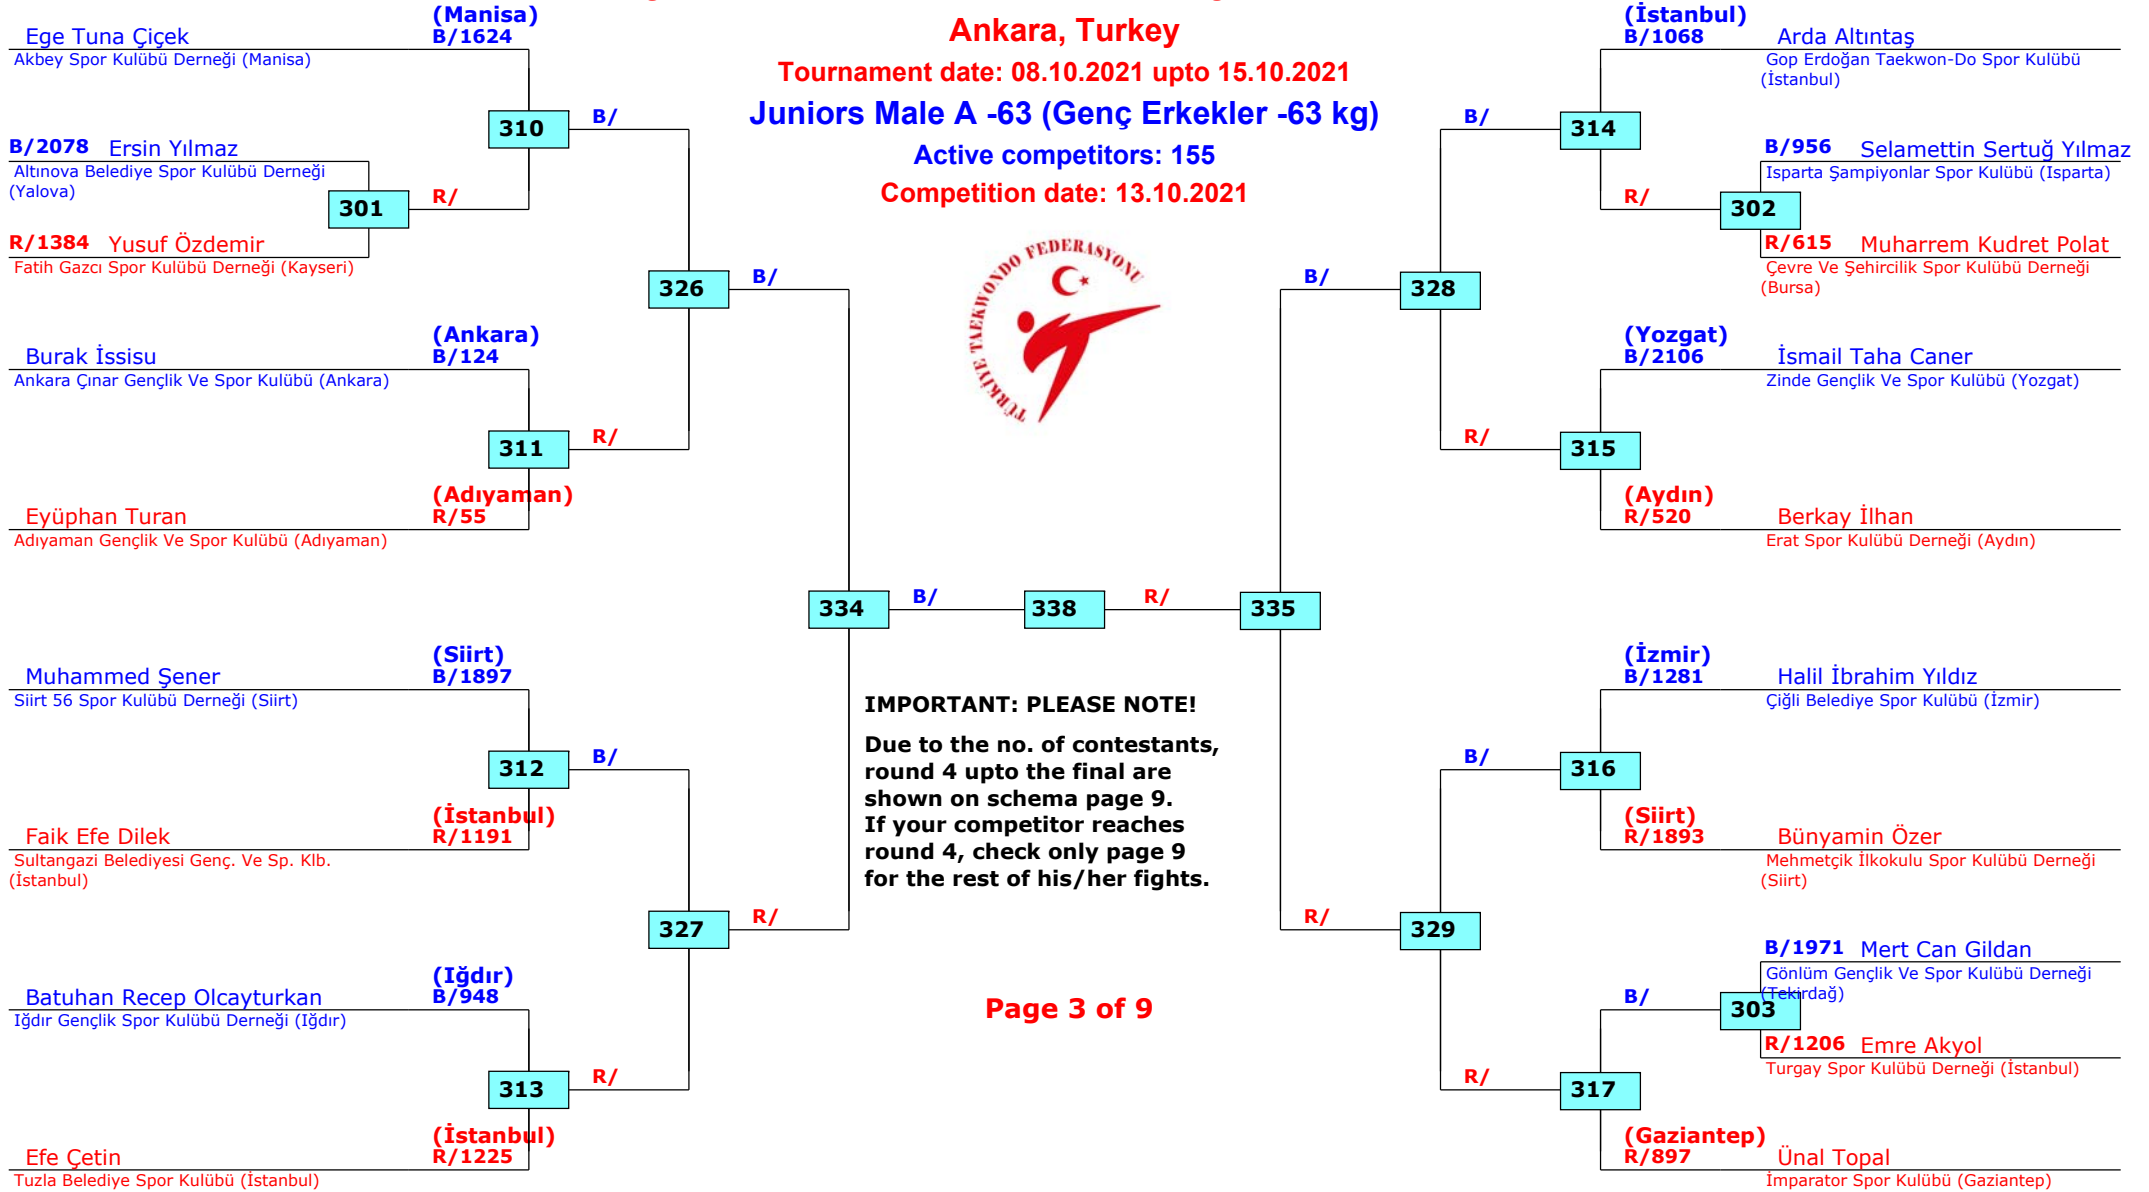 Ankara, Turkey
Tournament date: 08.10.2021 upto 15.10.2021
Juniors Male A -63 (Genç Erkekler -63 kg)
Active competitors: 155
Competition date: 13.10.2021
TÜRKİYE TAEKWONDO FEDERASYONU
(Manisa)
Ege Tuna Çiçek B/1624
Akbey Spor Kulübü Derneği (Manisa)
310 B/
B/2078 Ersin Yılmaz
Altınova Belediye Spor Kulübü Derneği
(Yalova)
301 R/
R/1384 Yusuf Özdemir
Fatih Gazcı Spor Kulübü Derneği (Kayseri)
326 B/
(Ankara)
Burak İssisu B/124
Ankara Çınar Gençlik Ve Spor Kulübü (Ankara)
311 R/
(Adıyaman)
Eyüphan Turan R/55
Adıyaman Gençlik Ve Spor Kulübü (Adıyaman)
334 B/ 338 R/ 335
(Siirt)
Muhammed Şener B/1897
Siirt 56 Spor Kulübü Derneği (Siirt)
312 B/
(İstanbul)
Faik Efe Dilek R/1191
Sultangazi Belediyesi Genç. Ve Sp. Klb.
(İstanbul)
327 R/
(Iğdır)
Batuhan Recep Olcayturkan B/948
Iğdır Gençlik Spor Kulübü Derneği (Iğdır)
313 R/
(İstanbul)
Efe Çetin R/1225
Tuzla Belediye Spor Kulübü (İstanbul)
IMPORTANT: PLEASE NOTE!
Due to the no. of contestants,
round 4 upto the final are
shown on schema page 9.
If your competitor reaches
round 4, check only page 9
for the rest of his/her fights.
Page 3 of 9
(İstanbul)
B/1068 Arda Altıntaş
Gop Erdoğan Taekwon-Do Spor Kulübü
(İstanbul)
B/ 314
B/956 Selamettin Sertuğ Yılmaz
Isparta Şampiyonlar Spor Kulübü (Isparta)
R/ 302
R/615 Muharrem Kudret Polat
Çevre Ve Şehircilik Spor Kulübü Derneği
(Bursa)
B/ 328
(Yozgat)
B/2106 İsmail Taha Caner
Zinde Gençlik Ve Spor Kulübü (Yozgat)
R/ 315
(Aydın)
R/520 Berkay İlhan
Erat Spor Kulübü Derneği (Aydın)
(İzmir)
B/1281 Halil İbrahim Yıldız
Çiğli Belediye Spor Kulübü (İzmir)
B/ 316
(Siirt)
R/1893 Bünyamin Özer
Mehmetçik İlkokulu Spor Kulübü Derneği
(Siirt)
R/ 329
B/1971 Mert Can Gildan
Gönlüm Gençlik Ve Spor Kulübü Derneği
(Tekirdağ)
B/ 303
R/1206 Emre Akyol
Turgay Spor Kulübü Derneği (İstanbul)
R/ 317
(Gaziantep)
R/897 Ünal Topal
İmparator Spor Kulübü (Gaziantep)